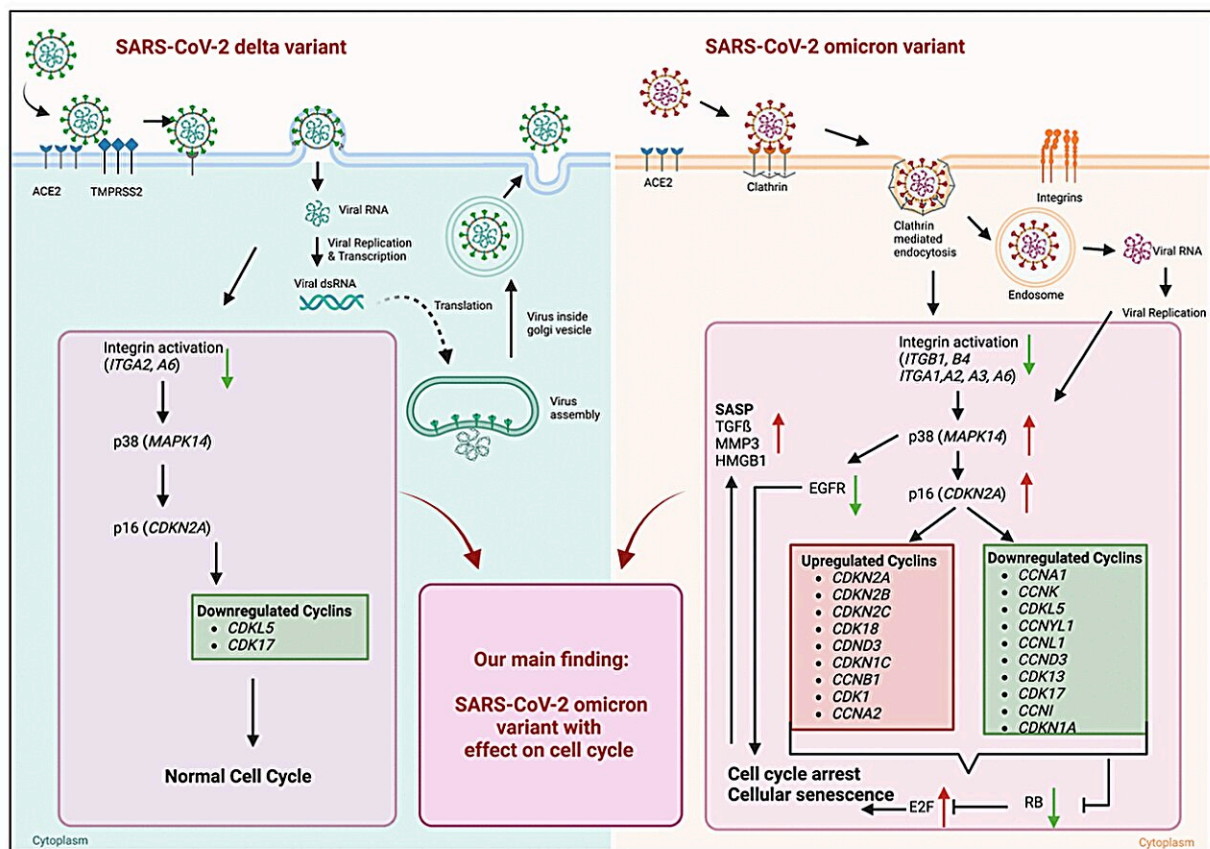 SARS-CoV-2 delta variant
ACE2
TMPRSS2
Viral RNA
Viral Replication
& Transcription
Viral dsRNA
Translation
Virus inside
golgi vesicle
Virus
assembly
Integrin activation
(ITGA2, A6)
p38 (MAPK14)
p16 (CDKN2A)
Downregulated Cyclins
• CDKL5
• CDK17
Normal Cell Cycle
Cytoplasm
Our main finding:
SARS-CoV-2 omicron
variant with
effect on cell cycle
SARS-CoV-2 omicron variant
ACE2
Clathrin
Integrins
Clathrin
mediated
endocytosis
Endosome
Viral RNA
Viral Replication
Integrin activation
(ITGB1, B4
ITGA1,A2, A3, A6)
SASP
TGFß
MMP3
HMGB1
p38 (MAPK14)
EGFR
p16 (CDKN2A)
Upregulated Cyclins
• CDKN2A
• CDKN2B
• CDKN2C
• CDK18
• CDND3
• CDKN1C
• CCNB1
• CDK1
• CCNA2
Downregulated Cyclins
• CCNA1
• CCNK
• CDKL5
• CCNYL1
• CCNL1
• CCND3
• CDK13
• CDK17
• CCNI
• CDKN1A
Cell cycle arrest
Cellular senescence
E2F
RB
Cytoplasm